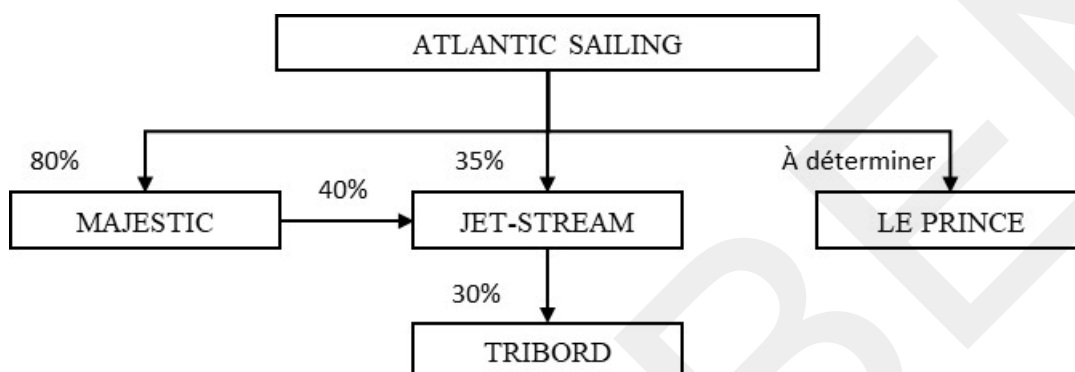 ATLANTIC SAILING
80%
35%
À déterminer
40%
MAJESTIC
JET-STREAM
LE PRINCE
30%
TRIBORD